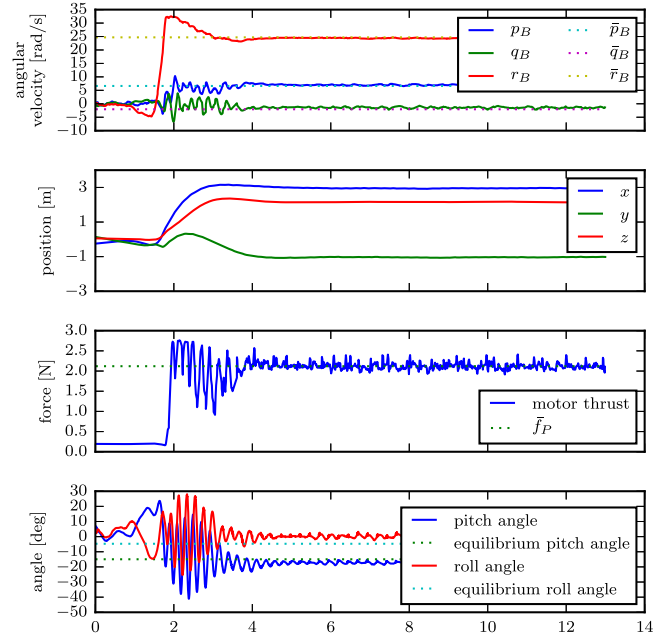 35
30
25
20
15
10
5
0
−5
−10
angular
velocity [rad/s]
p_B
q_B
r_B
p̄_B
q̄_B
r̄_B
3
1
−1
−3
position [m]
x
y
z
3.0
2.5
2.0
1.5
1.0
0.5
0.0
force [N]
motor thrust
f̄_P
30
20
10
0
−10
−20
−30
−40
−50
angle [deg]
pitch angle
equilibrium pitch angle
roll angle
equilibrium roll angle
0 2 4 6 8 10 12 14